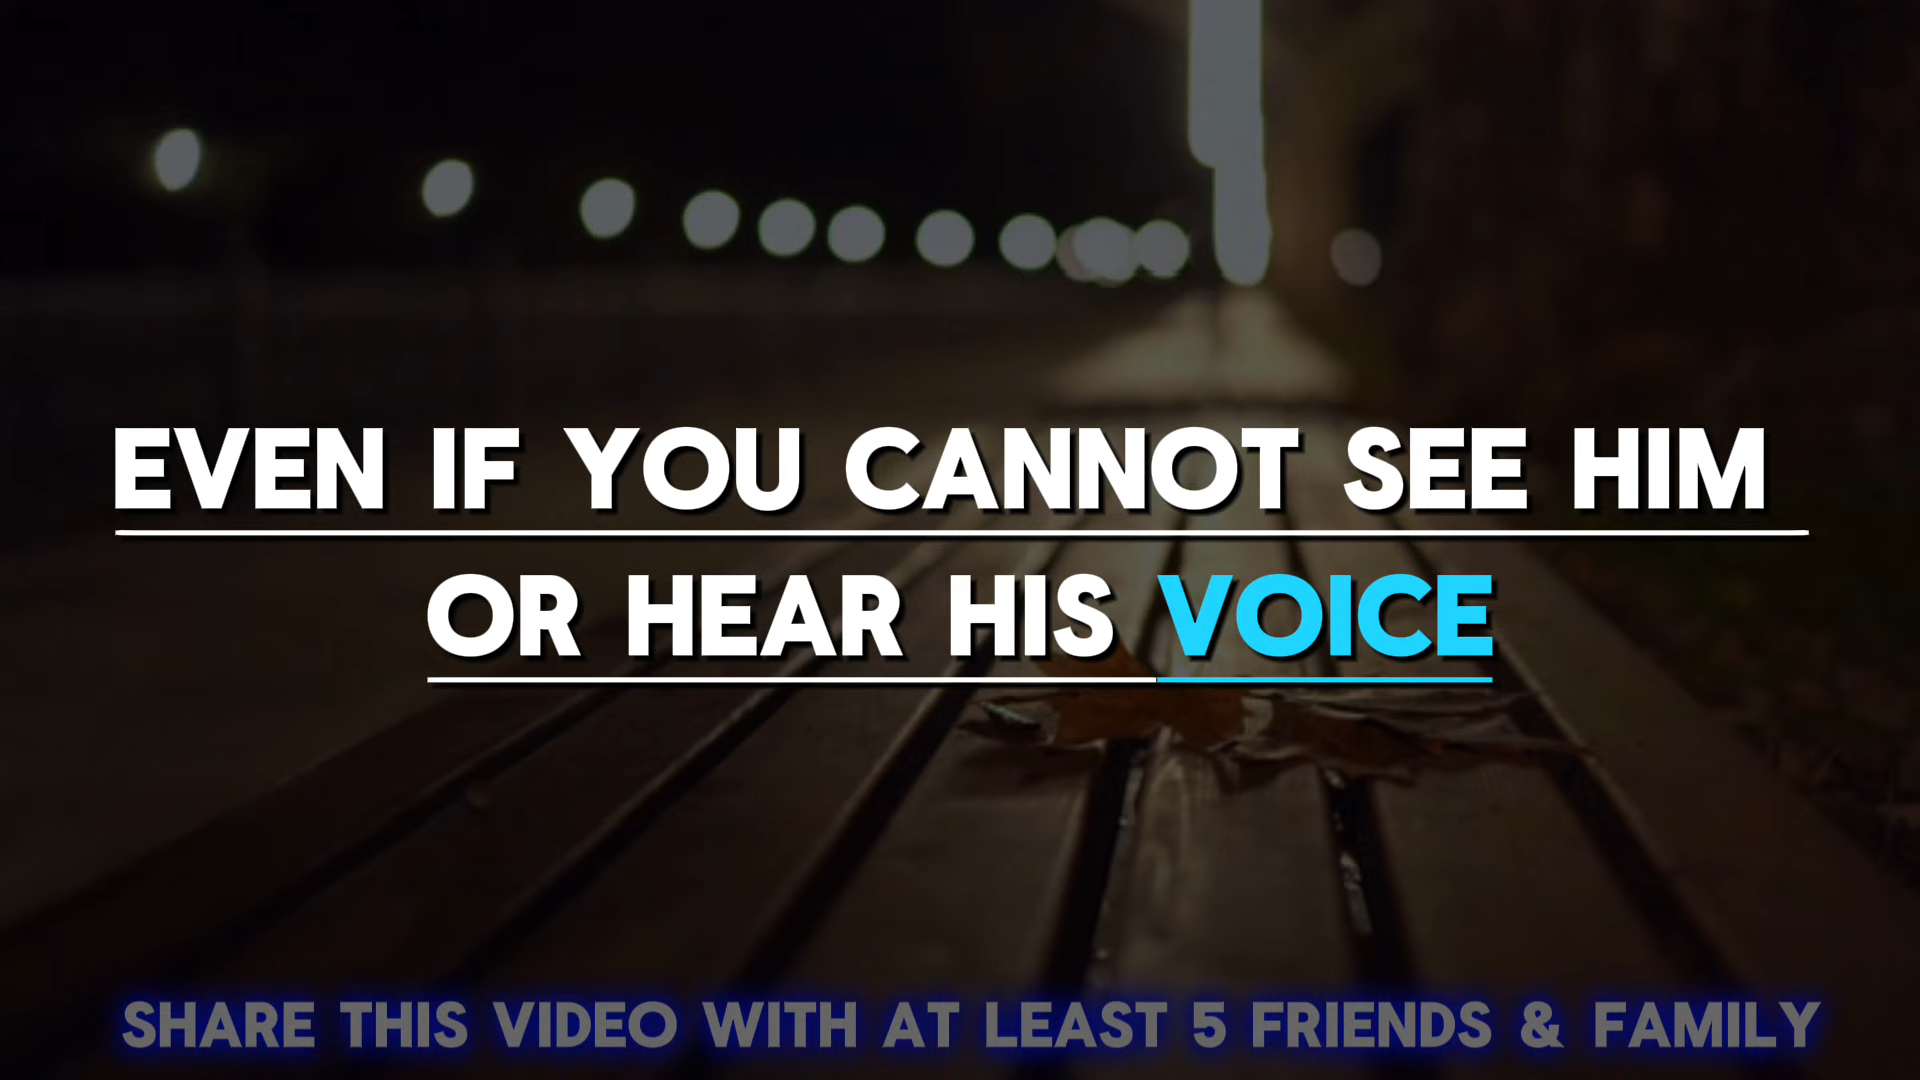 EVEN IF YOU CANNOT SEE HIM
OR HEAR HIS VOICE
SHARE THIS VIDEO WITH AT LEAST 5 FRIENDS & FAMILY